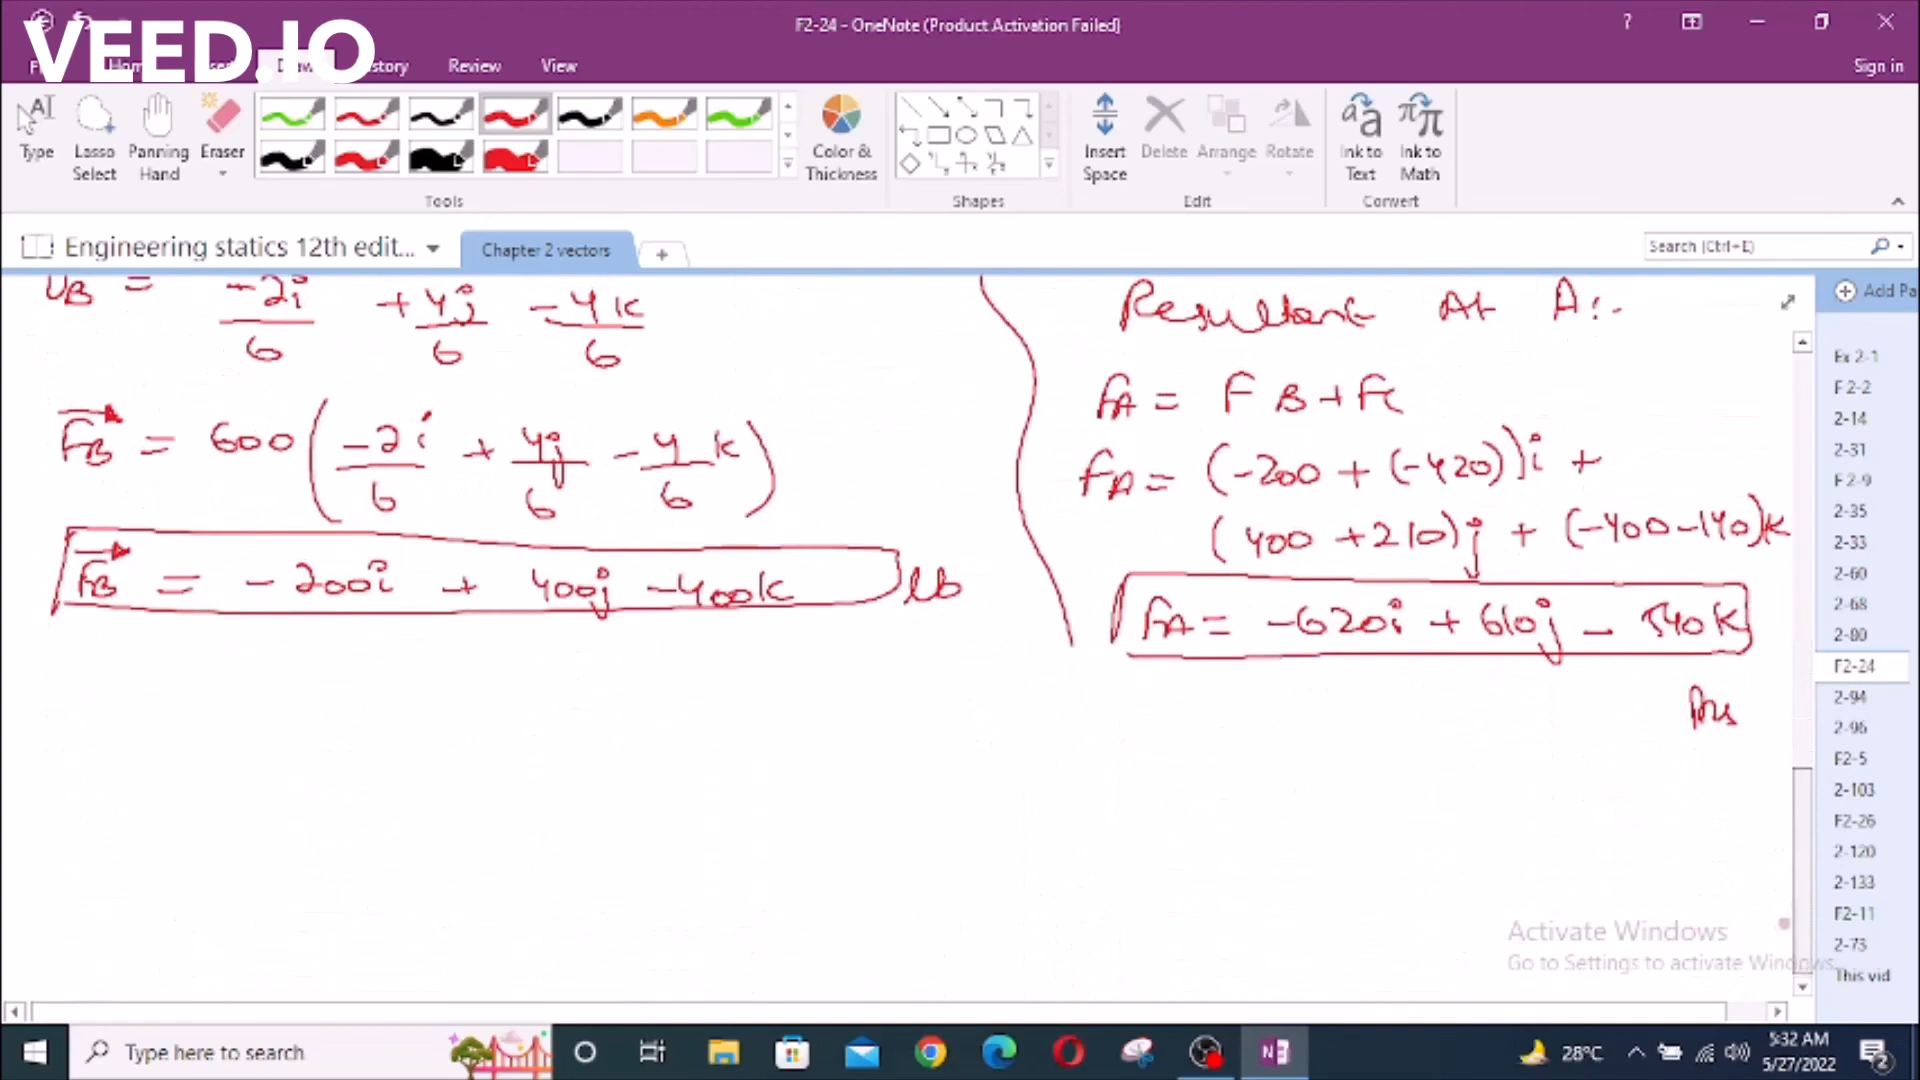 F2-24 - OneNote (Product Activation Failed)
VEED.IO
Review View Sign in
Type Lasso Select Panning Hand Eraser Color & Thickness Insert Space Delete Arrange Rotate Ink to Text Ink to Math
Tools Shapes Edit Convert
Engineering statics 12th edit... Chapter 2 vectors + Search (Ctrl+E)
Add Pa
UB = -2i/6 + 4j/6 - 4k/6
FB = 600 ( -2i/6 + 4j/6 - 4k/6 )
FB = -200i + 400j - 400k lb
Resultant At A:-
FA = FB + FC
FA = (-200 + (-420))i +
(400 + 210)j + (-400 - 140)k
FA = -620i + 610j - 540k
Ans
Ex 2-1
F 2-2
2-14
2-31
F 2-9
2-35
2-33
2-60
2-68
2-80
F2-24
2-94
2-96
F2-5
2-103
F2-26
2-120
2-133
F2-11
2-73
This vid
Activate Windows
Go to Settings to activate Windows.
Type here to search
28°C
5:32 AM
5/27/2022
2